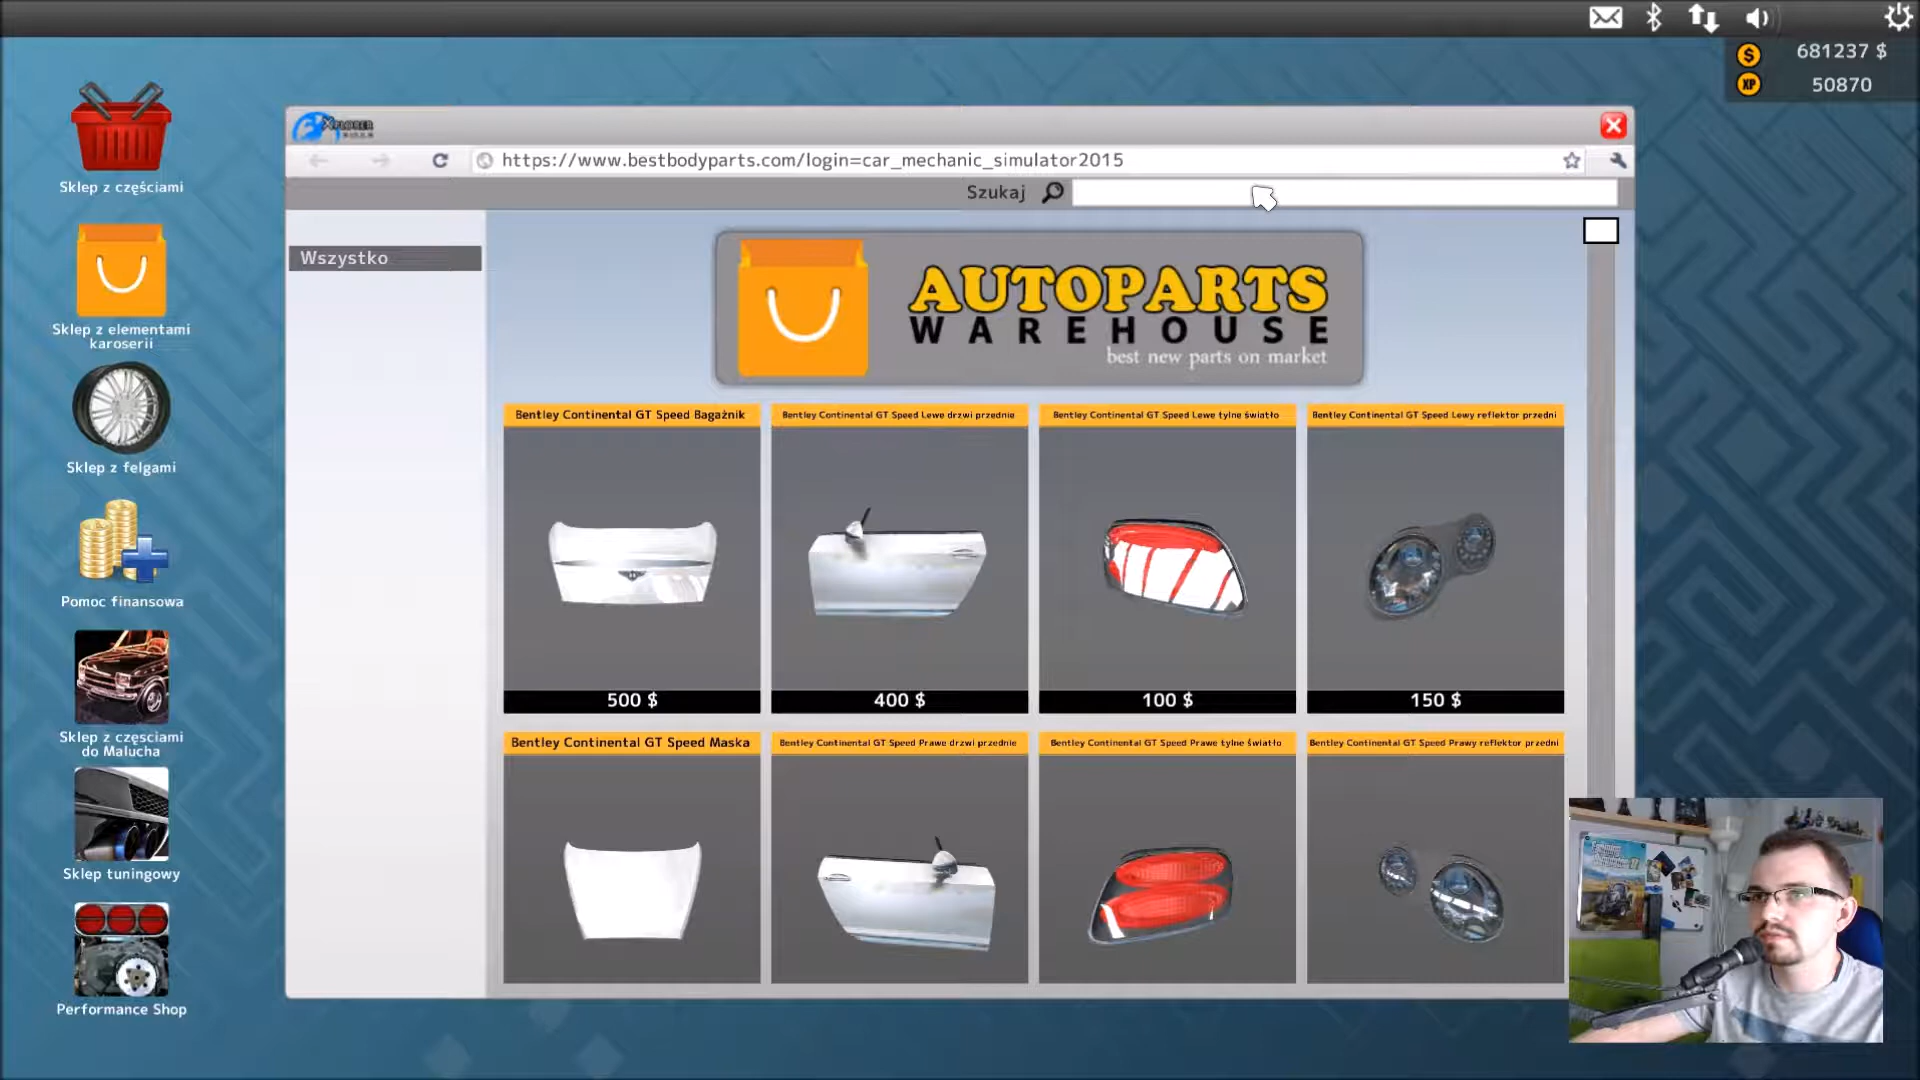 681237 $
XP
50870
Sklep z częściami
Sklep z elementami
karoserii
Sklep z felgami
Pomoc finansowa
Sklep z częsciami
do Malucha
Sklep tuningowy
Performance Shop
XPLORER
https://www.bestbodyparts.com/login=car_mechanic_simulator2015
Szukaj
Wszystko
AUTOPARTS
WAREHOUSE
best new parts on market
Bentley Continental GT Speed Bagażnik
Bentley Continental GT Speed Lewe drzwi przednie
Bentley Continental GT Speed Lewe tylne światło
Bentley Continental GT Speed Lewy reflektor przedni
500 $
400 $
100 $
150 $
Bentley Continental GT Speed Maska
Bentley Continental GT Speed Prawe drzwi przednie
Bentley Continental GT Speed Prawe tylne światło
Bentley Continental GT Speed Prawy reflektor przedni